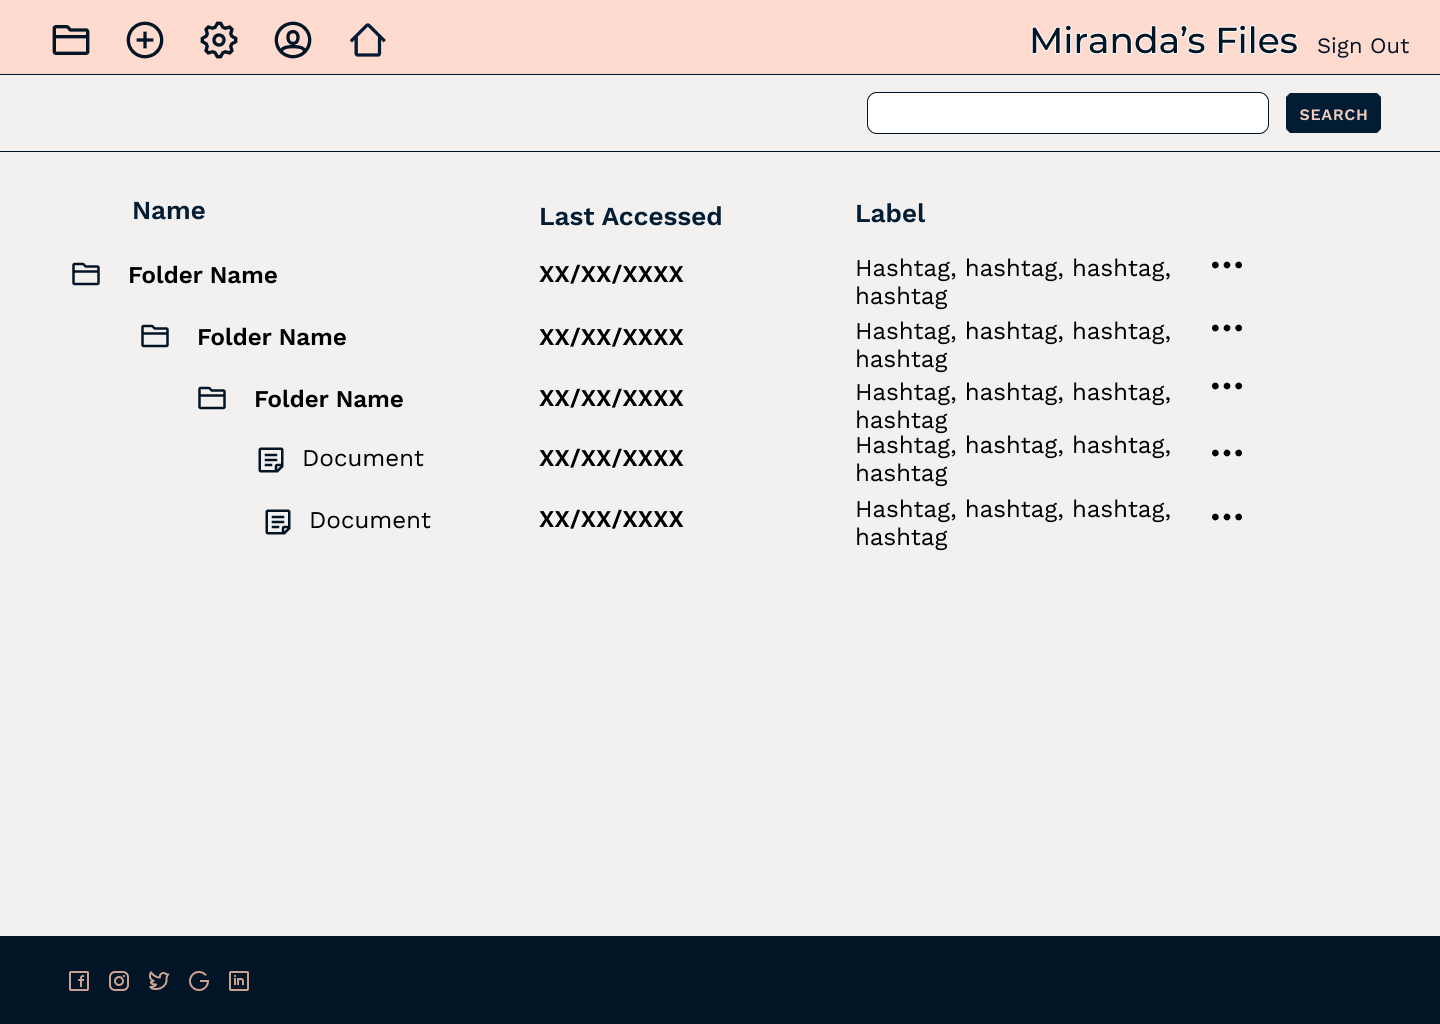 Miranda’s Files Sign Out
SEARCH
Name Last Accessed Label
Folder Name XX/XX/XXXX Hashtag, hashtag, hashtag,
hashtag
Folder Name XX/XX/XXXX Hashtag, hashtag, hashtag,
hashtag
Folder Name XX/XX/XXXX Hashtag, hashtag, hashtag,
hashtag
Document XX/XX/XXXX Hashtag, hashtag, hashtag,
hashtag
Document XX/XX/XXXX Hashtag, hashtag, hashtag,
hashtag